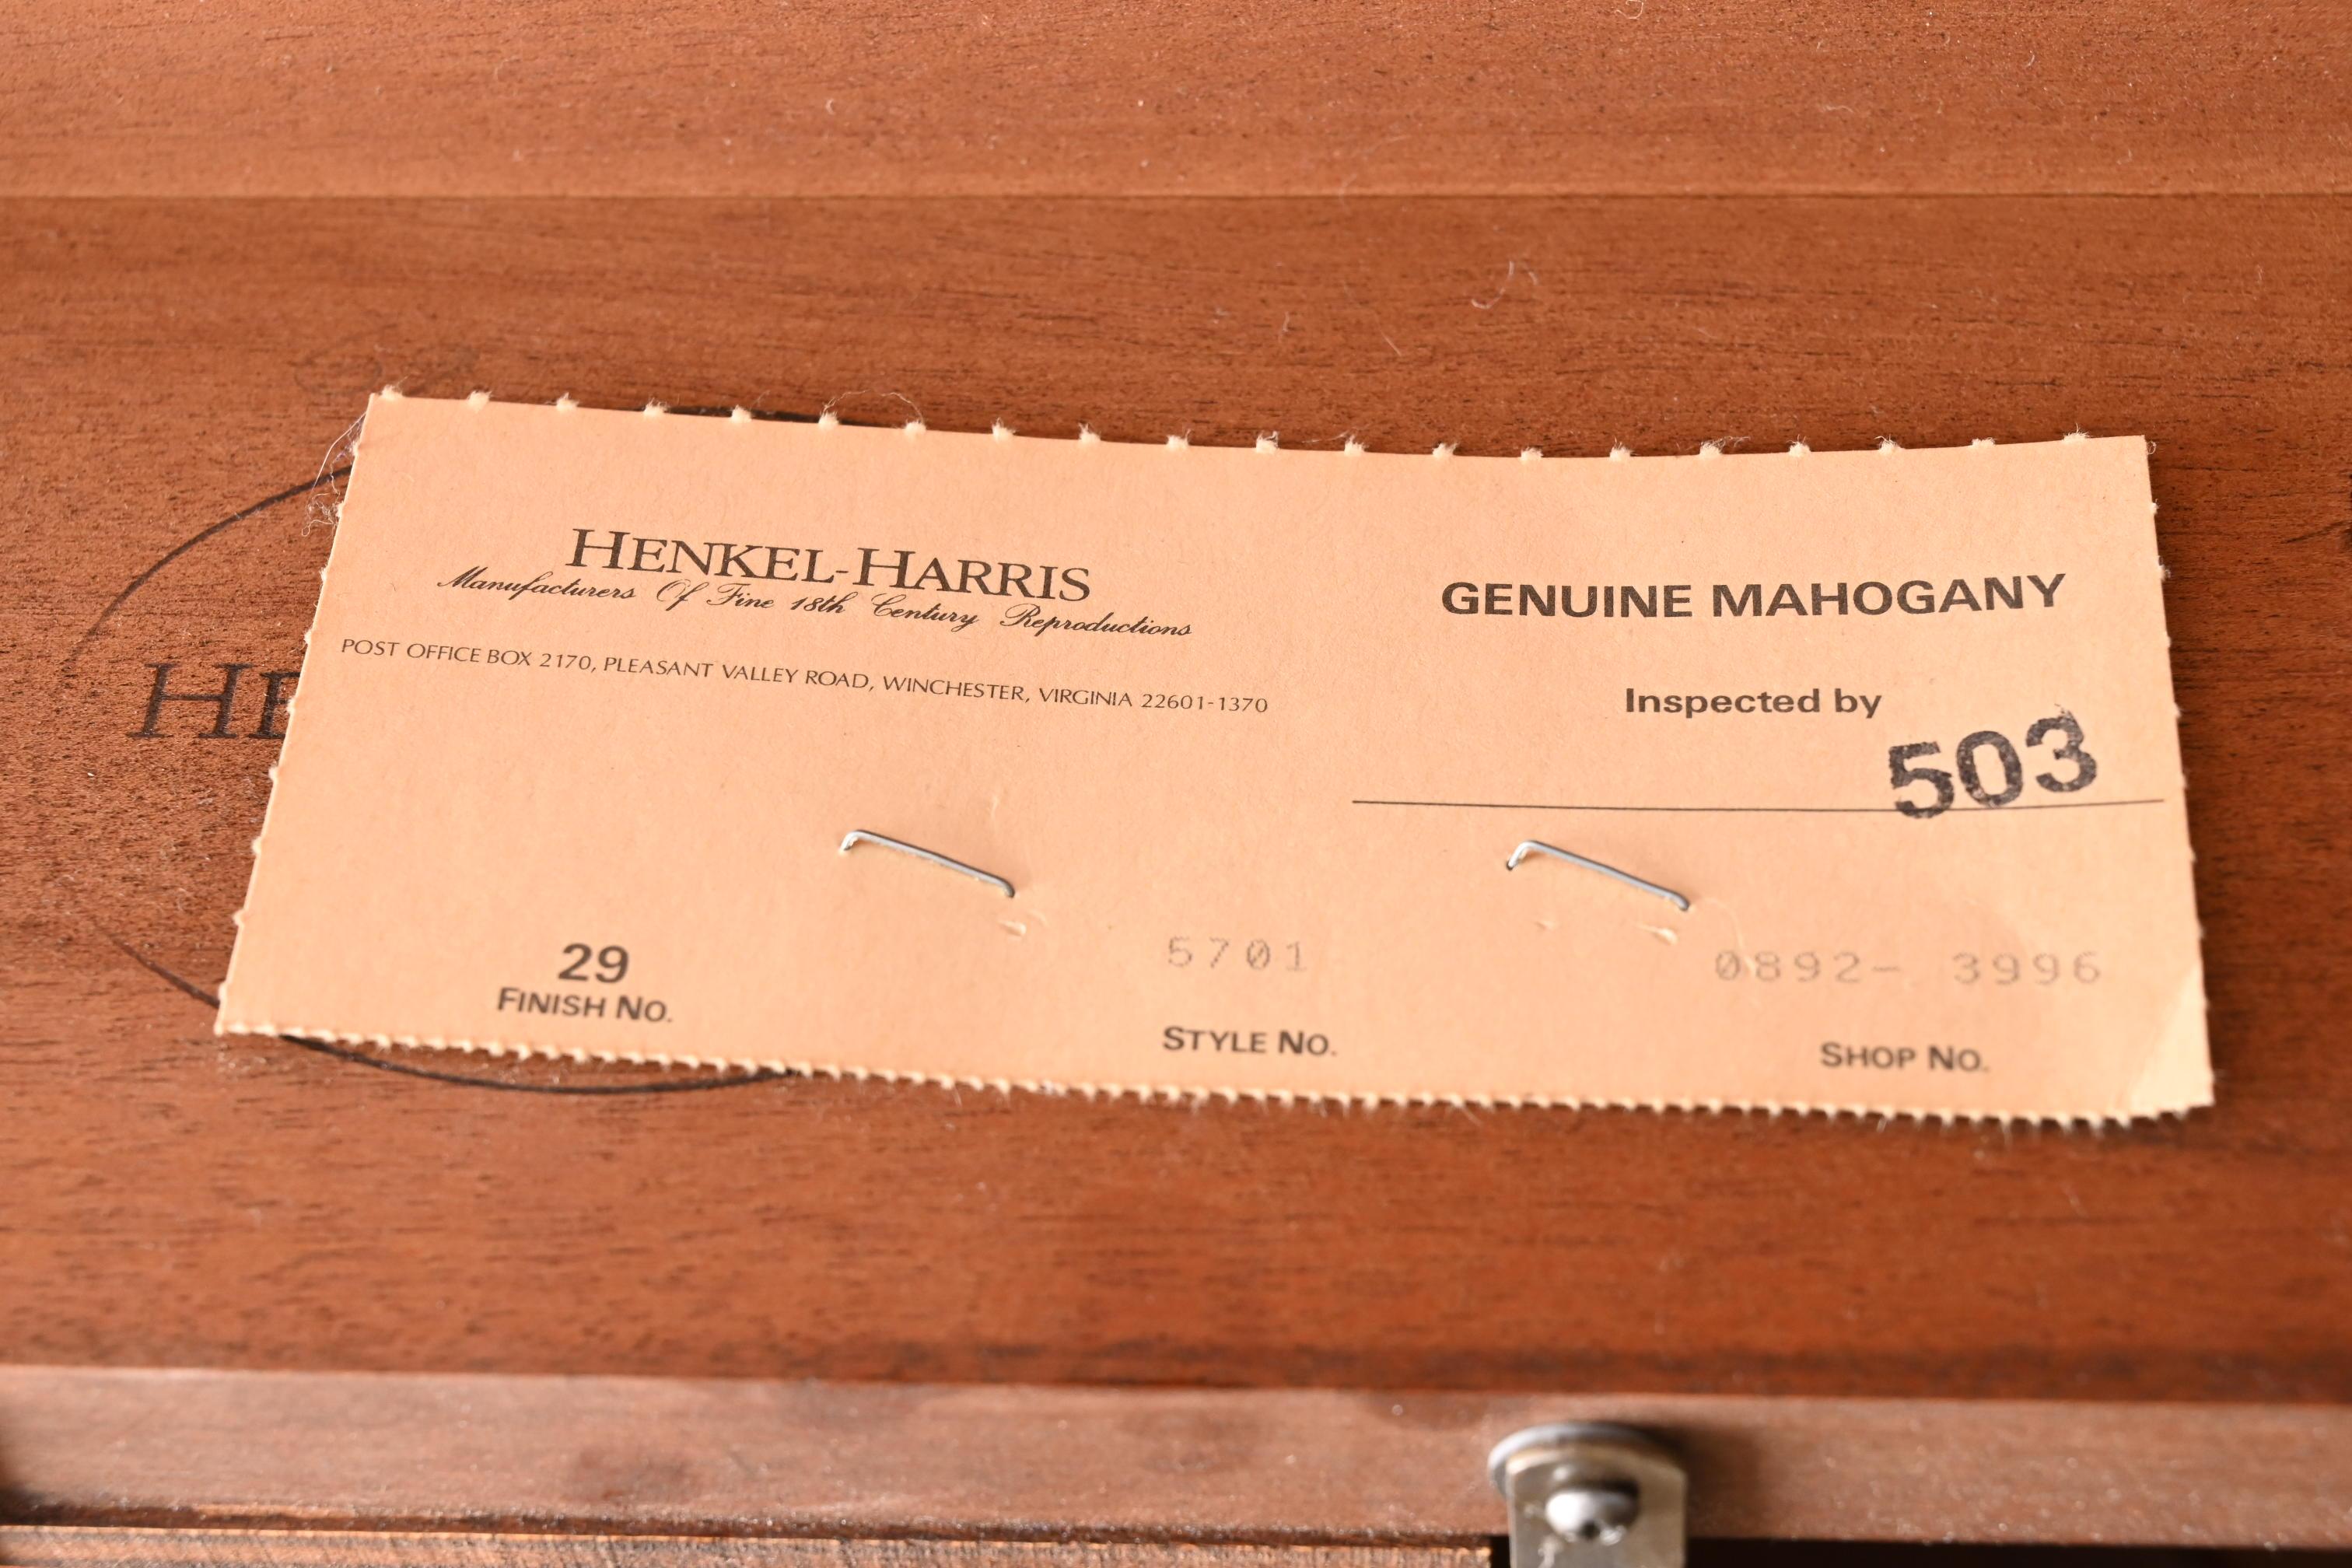 HENKEL-HARRIS
Manufacturers Of Fine 18th Century Reproductions
POST OFFICE BOX 2170, PLEASANT VALLEY ROAD, WINCHESTER, VIRGINIA 22601-1370
GENUINE MAHOGANY
Inspected by
503
29
FINISH NO.
5701
STYLE NO.
0892- 3996
SHOP NO.